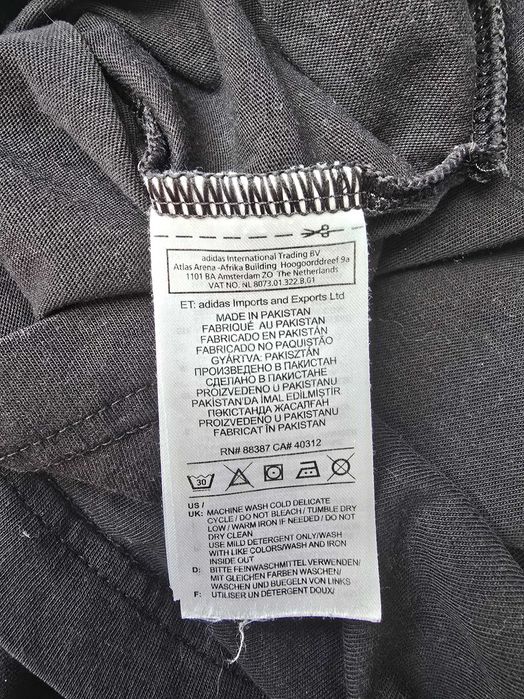 adidas International Trading BV
Atlas Arena -Afrika Building Hoogoorddreef 9a
1101 BA Amsterdam ZO The Netherlands
VAT NO. NL 8073.01.322.B.01
ET: adidas Imports and Exports Ltd
MADE IN PAKISTAN
FABRIQUÉ AU PAKISTAN
FABRICADO EN PAKISTÁN
FABRICADO NO PAQUISTÃO
GYÁRTVA: PAKISZTÁN
ПРОИЗВЕДЕНО В ПАКИСТАН
СДЕЛАНО В ПАКИСТАНЕ
PROIZVEDENO U PAKISTANU
PAKİSTAN'DA İMAL EDİLMİŞTİR
ПӘКІСТАНДА ЖАСАЛҒАН
PROIZVEDENO U PAKISTANU
FABRICAT ÎN PAKISTAN
RN# 88387 CA# 40312
30
US /
UK: MACHINE WASH COLD DELICATE
CYCLE / DO NOT BLEACH / TUMBLE DRY
LOW / WARM IRON IF NEEDED / DO NOT
DRY CLEAN
USE MILD DETERGENT ONLY/WASH
WITH LIKE COLORS/WASH AND IRON
INSIDE OUT
D: BITTE FEINWASCHMITTEL VERWENDEN/
MIT GLEICHEN FARBEN WASCHEN/
WASCHEN UND BUEGELN VON LINKS
F: UTILISER UN DÉTERGENT DOUX/